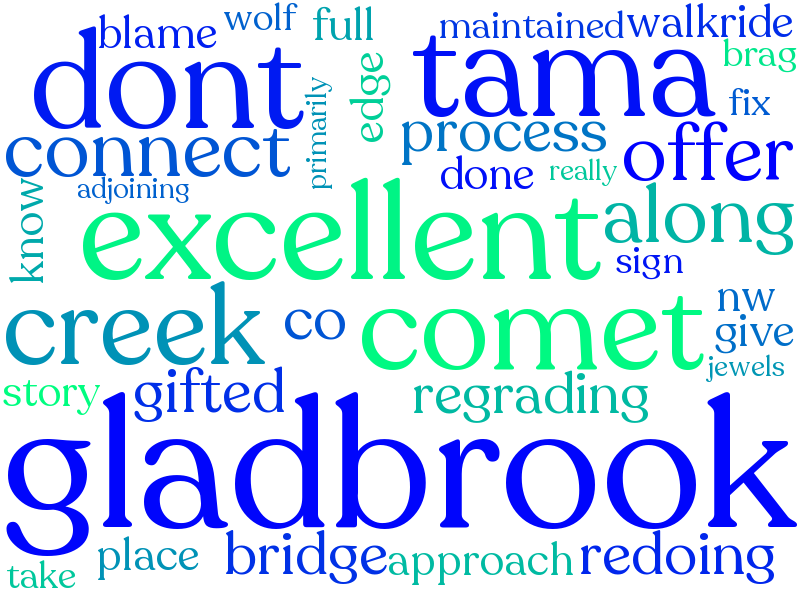 blame wolf full maintained walkride
dont edge tama brag
fix
connect primarily process offer
adjoining done really
know excellent along
sign
creek co comet nw
give
story gifted regrading jewels
gladbrook
take place bridge approach redoing